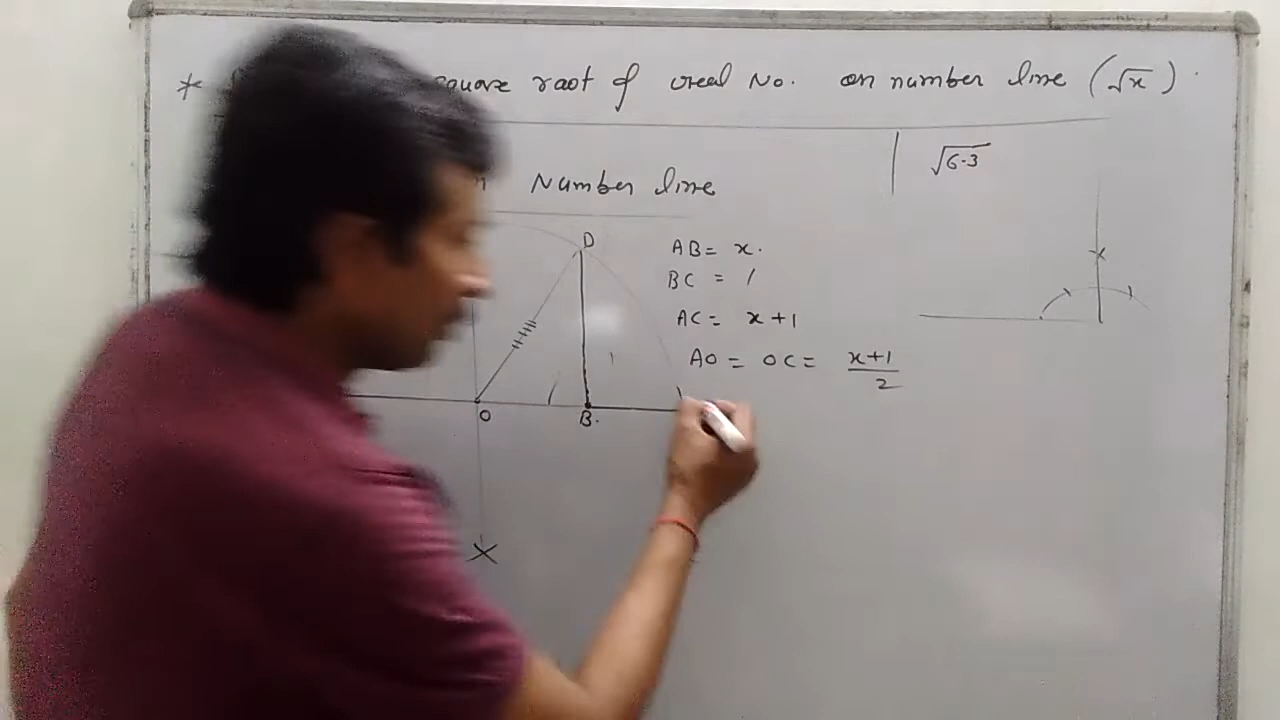 * square root of real No. on number line (√x).
√6.3
Number line
D
AB = x.
BC = 1
AC = x+1
AO = OC = x+1/2
O
B.